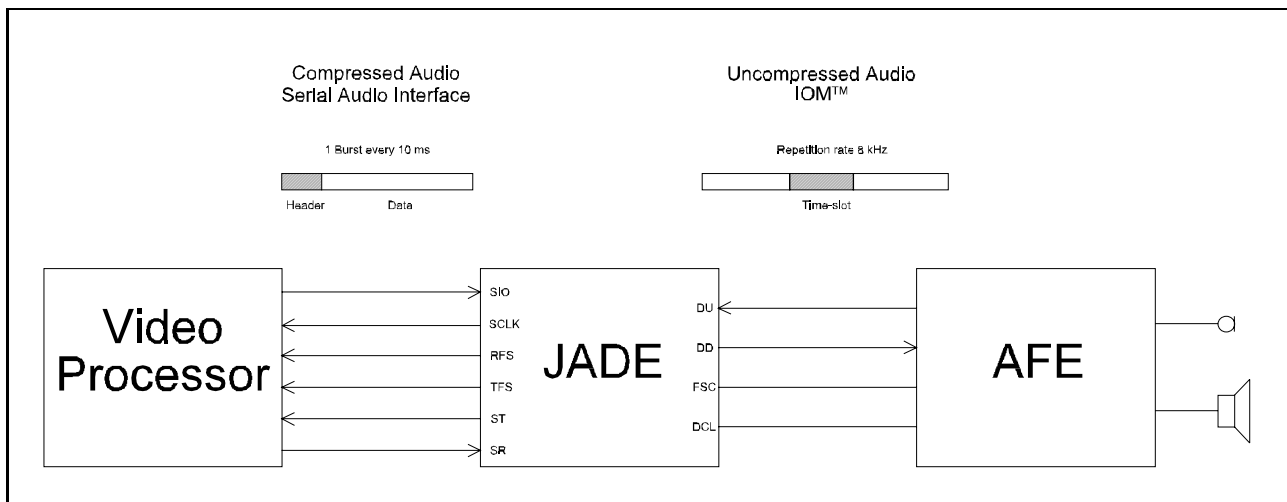 Compressed Audio
Serial Audio Interface
Uncompressed Audio
IOM™
1 Burst every 10 ms
Repetition rate 8 kHz
Header
Data
Time-slot
Video
Processor
SIO
SCLK
RFS
TFS
ST
SR
JADE
DU
DD
FSC
DCL
AFE